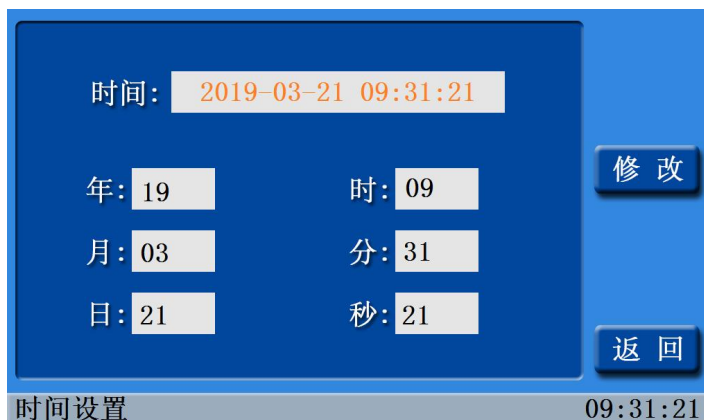 时间: 2019-03-21 09:31:21
年: 19 时: 09
修 改
月: 03 分: 31
日: 21 秒: 21
返 回
时间设置 09:31:21